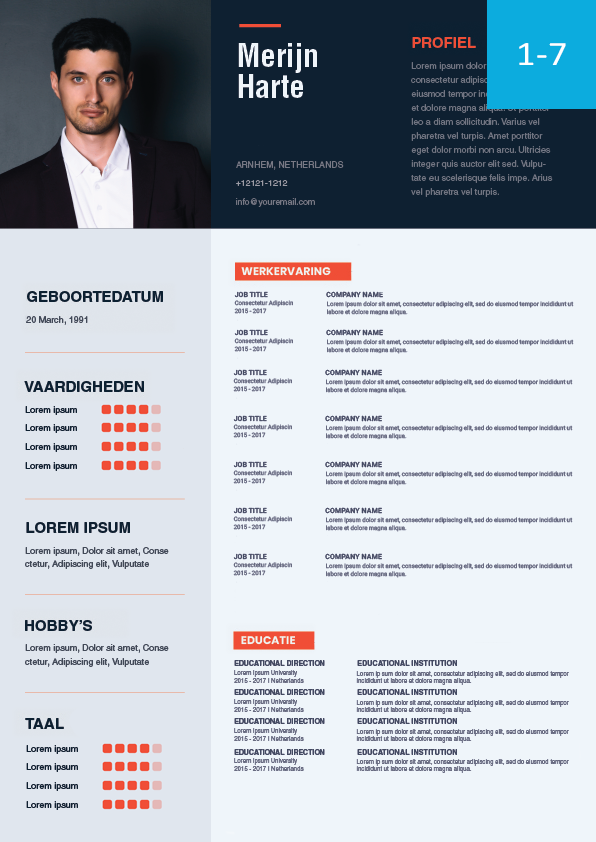 Merijn
Harte
ARNHEM, NETHERLANDS
+12121-1212
info@youremail.com
PROFIEL
Lorem ipsum dolor
consectetur adipisc
eiusmod tempor inc
et dolore magna aliqua. Ut porttitor
leo a diam sollicitudin. Varius vel
pharetra vel turpis. Amet porttitor
eget dolor morbi non arcu. Ultricies
integer quis auctor elit sed. Vulpu-
tate eu scelerisque felis impe. Arius
vel pharetra vel turpis.
1-7
GEBOORTEDATUM
20 March, 1991
VAARDIGHEDEN
Lorem ipsum
Lorem ipsum
Lorem ipsum
Lorem ipsum
LOREM IPSUM
Lorem ipsum, Dolor sit amet, Conse
ctetur, Adipiscing elit, Vulputate
HOBBY'S
Lorem ipsum, Dolor sit amet, Conse
ctetur, Adipiscing elit, Vulputate
TAAL
Lorem ipsum
Lorem ipsum
Lorem ipsum
Lorem ipsum
WERKERVARING
JOB TITLE
Consectetur Adipiscin
2015 - 2017
COMPANY NAME
Lorem ipsum dolor sit amet, consectetur adipiscing elit, sed do eiusmod tempor incididunt ut
labore et dolore magna aliqua.
JOB TITLE
Consectetur Adipiscin
2015 - 2017
COMPANY NAME
Lorem ipsum dolor sit amet, consectetur adipiscing elit, sed do eiusmod tempor incididunt ut
labore et dolore magna aliqua.
JOB TITLE
Consectetur Adipiscin
2015 - 2017
COMPANY NAME
Lorem ipsum dolor sit amet, consectetur adipiscing elit, sed do eiusmod tempor incididunt ut
labore et dolore magna aliqua.
JOB TITLE
Consectetur Adipiscin
2015 - 2017
COMPANY NAME
Lorem ipsum dolor sit amet, consectetur adipiscing elit, sed do eiusmod tempor incididunt ut
labore et dolore magna aliqua.
JOB TITLE
Consectetur Adipiscin
2015 - 2017
COMPANY NAME
Lorem ipsum dolor sit amet, consectetur adipiscing elit, sed do eiusmod tempor incididunt ut
labore et dolore magna aliqua.
JOB TITLE
Consectetur Adipiscin
2015 - 2017
COMPANY NAME
Lorem ipsum dolor sit amet, consectetur adipiscing elit, sed do eiusmod tempor incididunt ut
labore et dolore magna aliqua.
JOB TITLE
Consectetur Adipiscin
2015 - 2017
COMPANY NAME
Lorem ipsum dolor sit amet, consectetur adipiscing elit, sed do eiusmod tempor incididunt ut
labore et dolore magna aliqua.
EDUCATIE
EDUCATIONAL DIRECTION
Lorem Ipsum University
2015 - 2017 I Netherlands
EDUCATIONAL INSTITUTION
Lorem ipsum dolor sit amet, consectetur adipiscing elit, sed do eiusmod tempor
incididunt ut labore et dolore magna aliqua.
EDUCATIONAL DIRECTION
Lorem Ipsum University
2015 - 2017 I Netherlands
EDUCATIONAL INSTITUTION
Lorem ipsum dolor sit amet, consectetur adipiscing elit, sed do eiusmod tempor
incididunt ut labore et dolore magna aliqua.
EDUCATIONAL DIRECTION
Lorem Ipsum University
2015 - 2017 I Netherlands
EDUCATIONAL INSTITUTION
Lorem ipsum dolor sit amet, consectetur adipiscing elit, sed do eiusmod tempor
incididunt ut labore et dolore magna aliqua.
EDUCATIONAL DIRECTION
Lorem Ipsum University
2015 - 2017 I Netherlands
EDUCATIONAL INSTITUTION
Lorem ipsum dolor sit amet, consectetur adipiscing elit, sed do eiusmod tempor
incididunt ut labore et dolore magna aliqua.